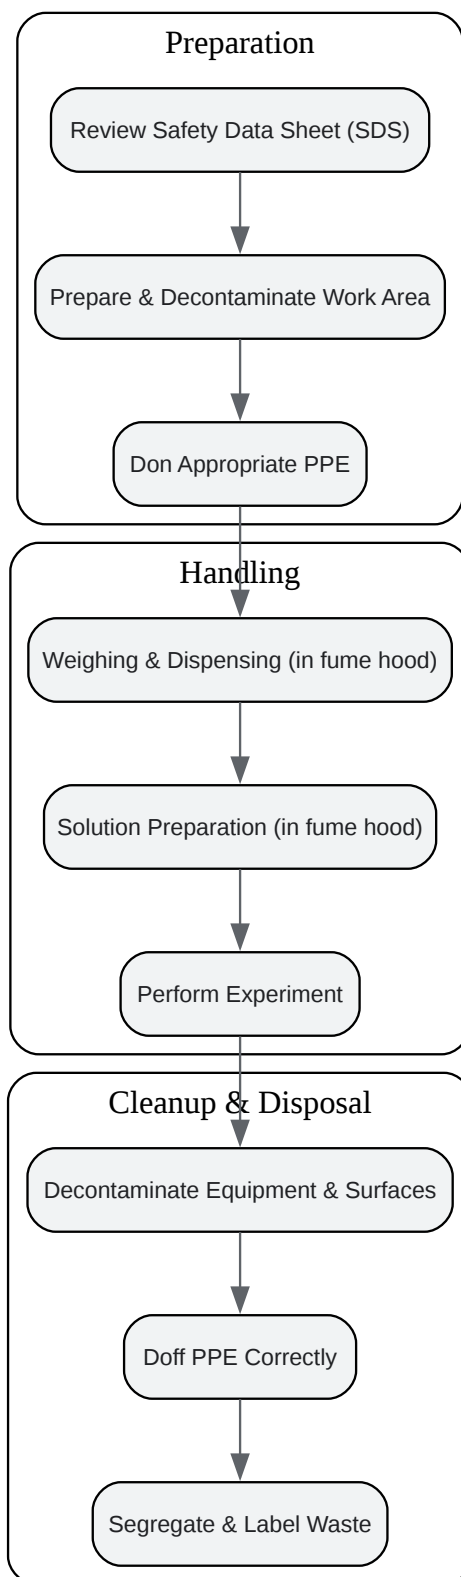 Preparation
Review Safety Data Sheet (SDS)
Prepare & Decontaminate Work Area
Don Appropriate PPE
Handling
Weighing & Dispensing (in fume hood)
Solution Preparation (in fume hood)
Perform Experiment
Cleanup & Disposal
Decontaminate Equipment & Surfaces
Doff PPE Correctly
Segregate & Label Waste